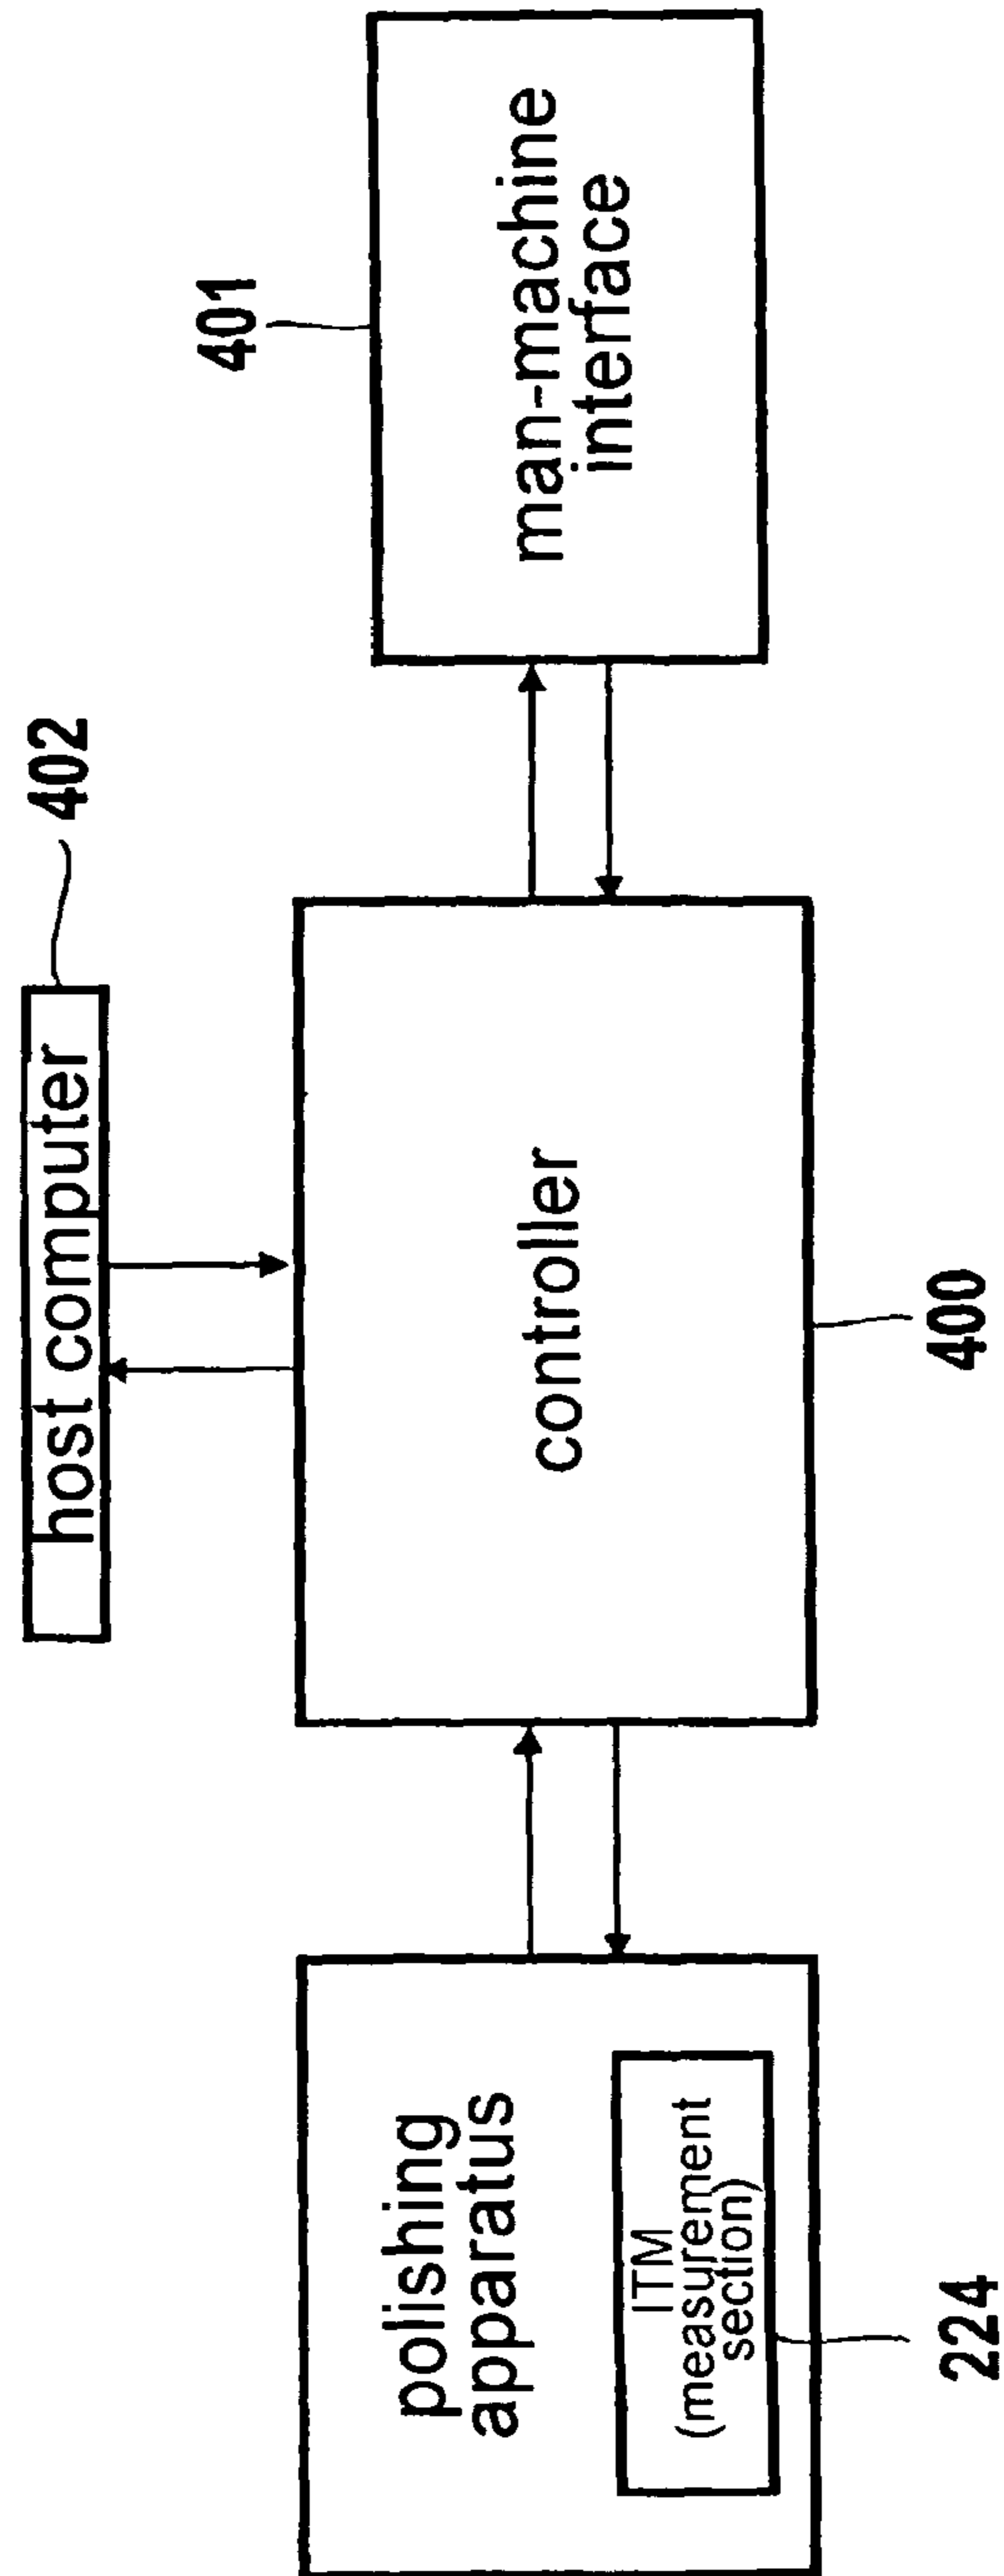 402
host computer
401
polishing
apparatus
ITM
(measurement
section)
controller
man-machine
interface
224
400